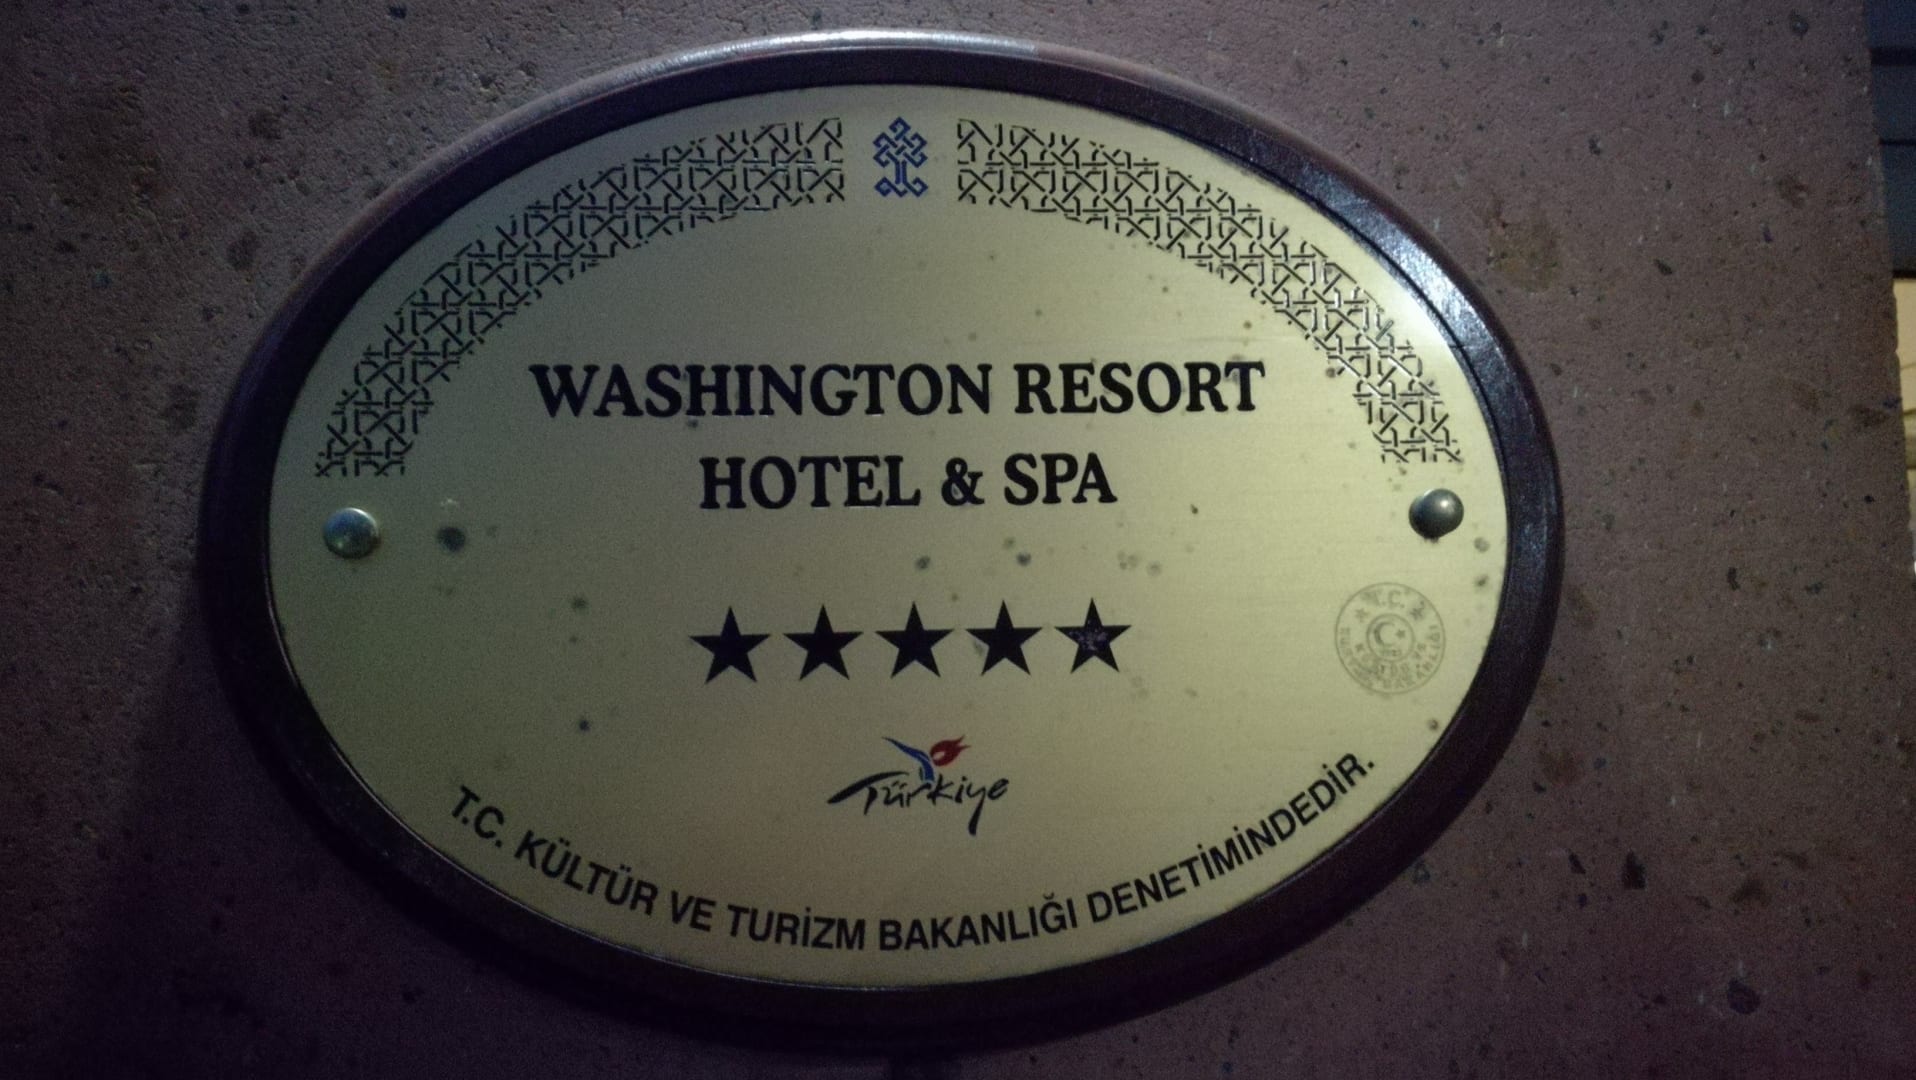 WASHINGTON RESORT
HOTEL & SPA
Türkiye
T.C. KÜLTÜR VE TURİZM BAKANLIĞI DENETİMİNDEDİR.
T.C.